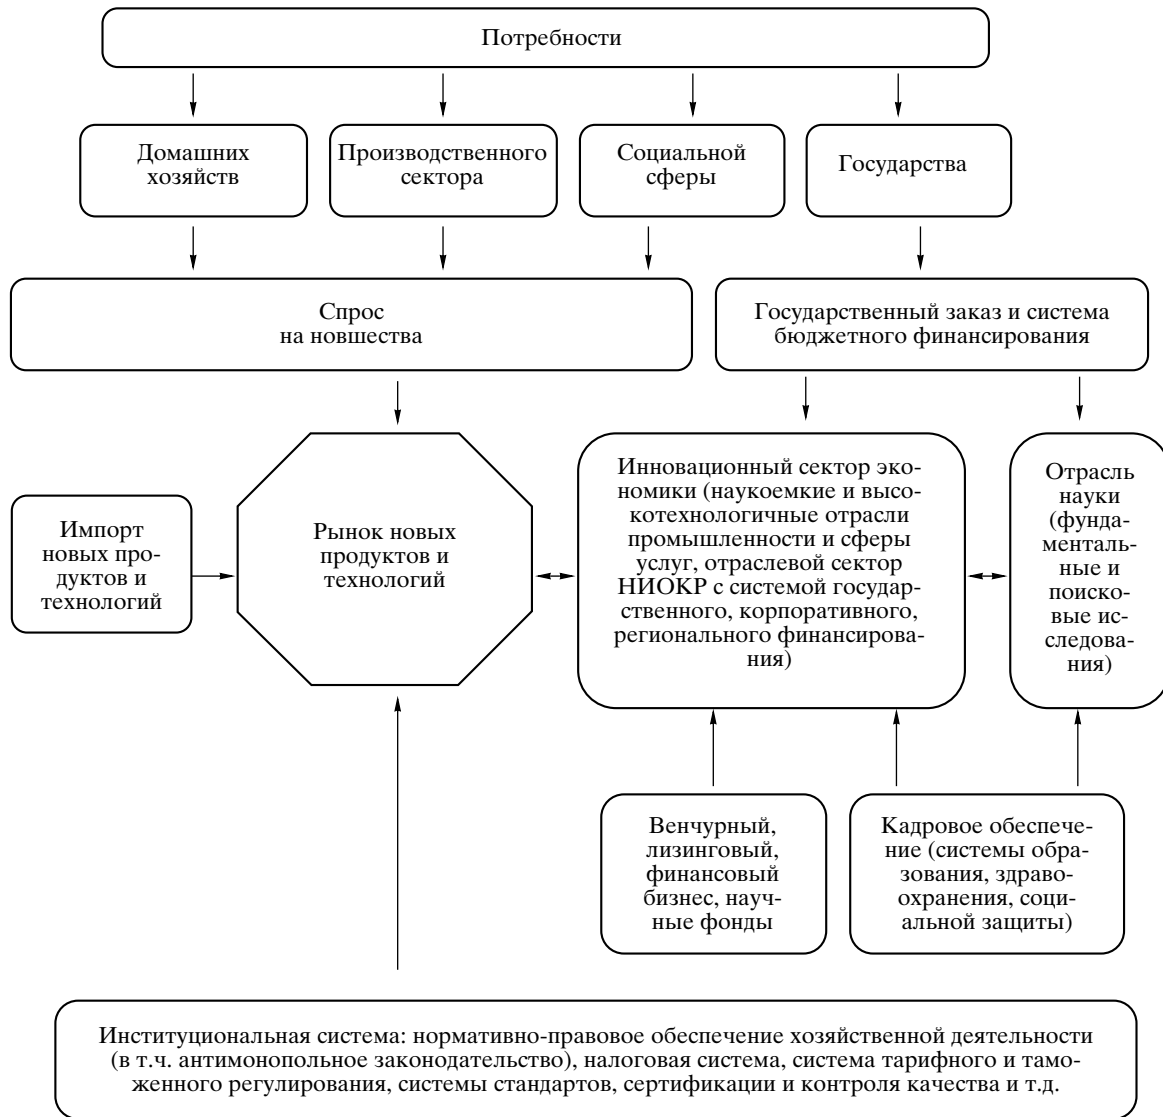 Потребности
Домашних
хозяйств
Производственного
сектора
Социальной
сферы
Государства
Спрос
на новшества
Государственный заказ и система
бюджетного финансирования
Импорт
новых про-
дуктов и
технологий
Рынок новых
продуктов и
технологий
Инновационный сектор эко-
номики (наукоемкие и высо-
котехнологичные отрасли
промышленности и сферы
услуг, отраслевой сектор
НИОКР с системой государ-
ственного, корпоративного,
регионального финансирова-
ния)
Отрасль
науки
(фунда-
менталь-
ные и
поиско-
вые ис-
следова-
ния)
Венчурный,
лизинговый,
финансовый
бизнес, науч-
ные фонды
Кадровое обеспече-
ние (системы обра-
зования, здраво-
охранения, соци-
альной защиты)
Институциональная система: нормативно-правовое обеспечение хозяйственной деятельности
(в т.ч. антимонопольное законодательство), налоговая система, система тарифного и тамо-
женного регулирования, системы стандартов, сертификации и контроля качества и т.д.